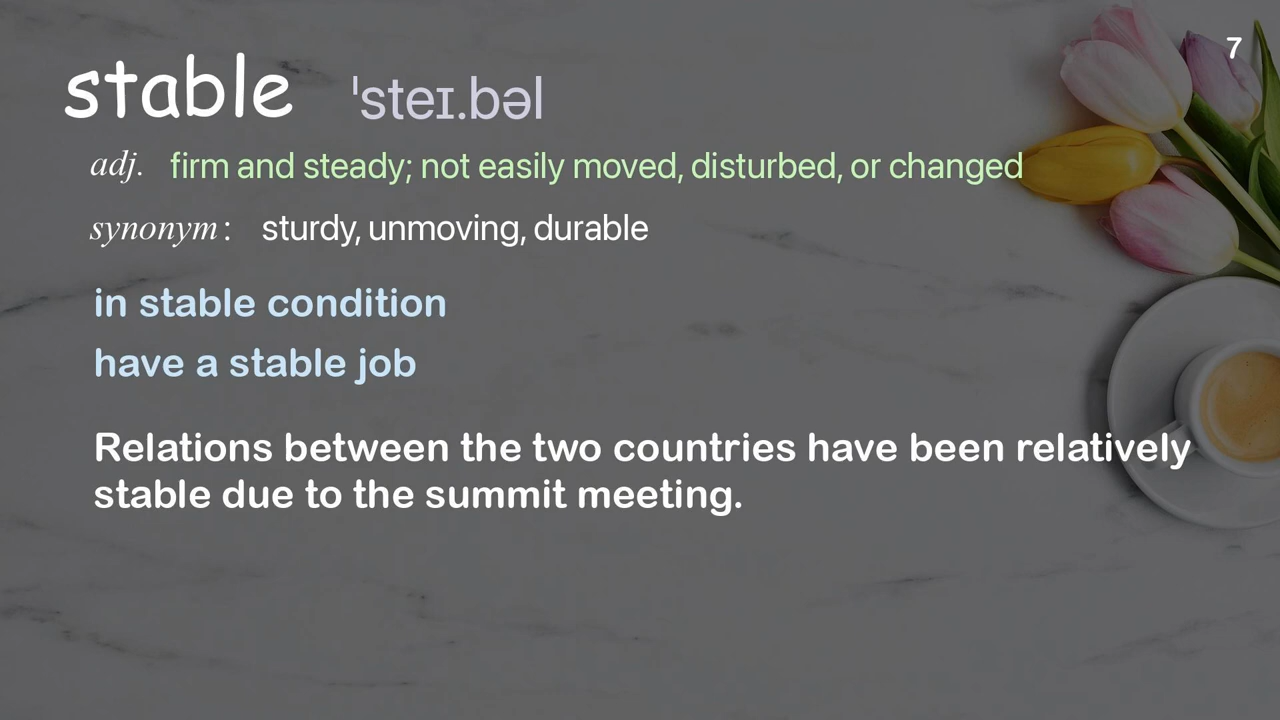 7
stable ˈsteɪ.bəl
adj. firm and steady; not easily moved, disturbed, or changed
synonym: sturdy, unmoving, durable
in stable condition
have a stable job
Relations between the two countries have been relatively
stable due to the summit meeting.